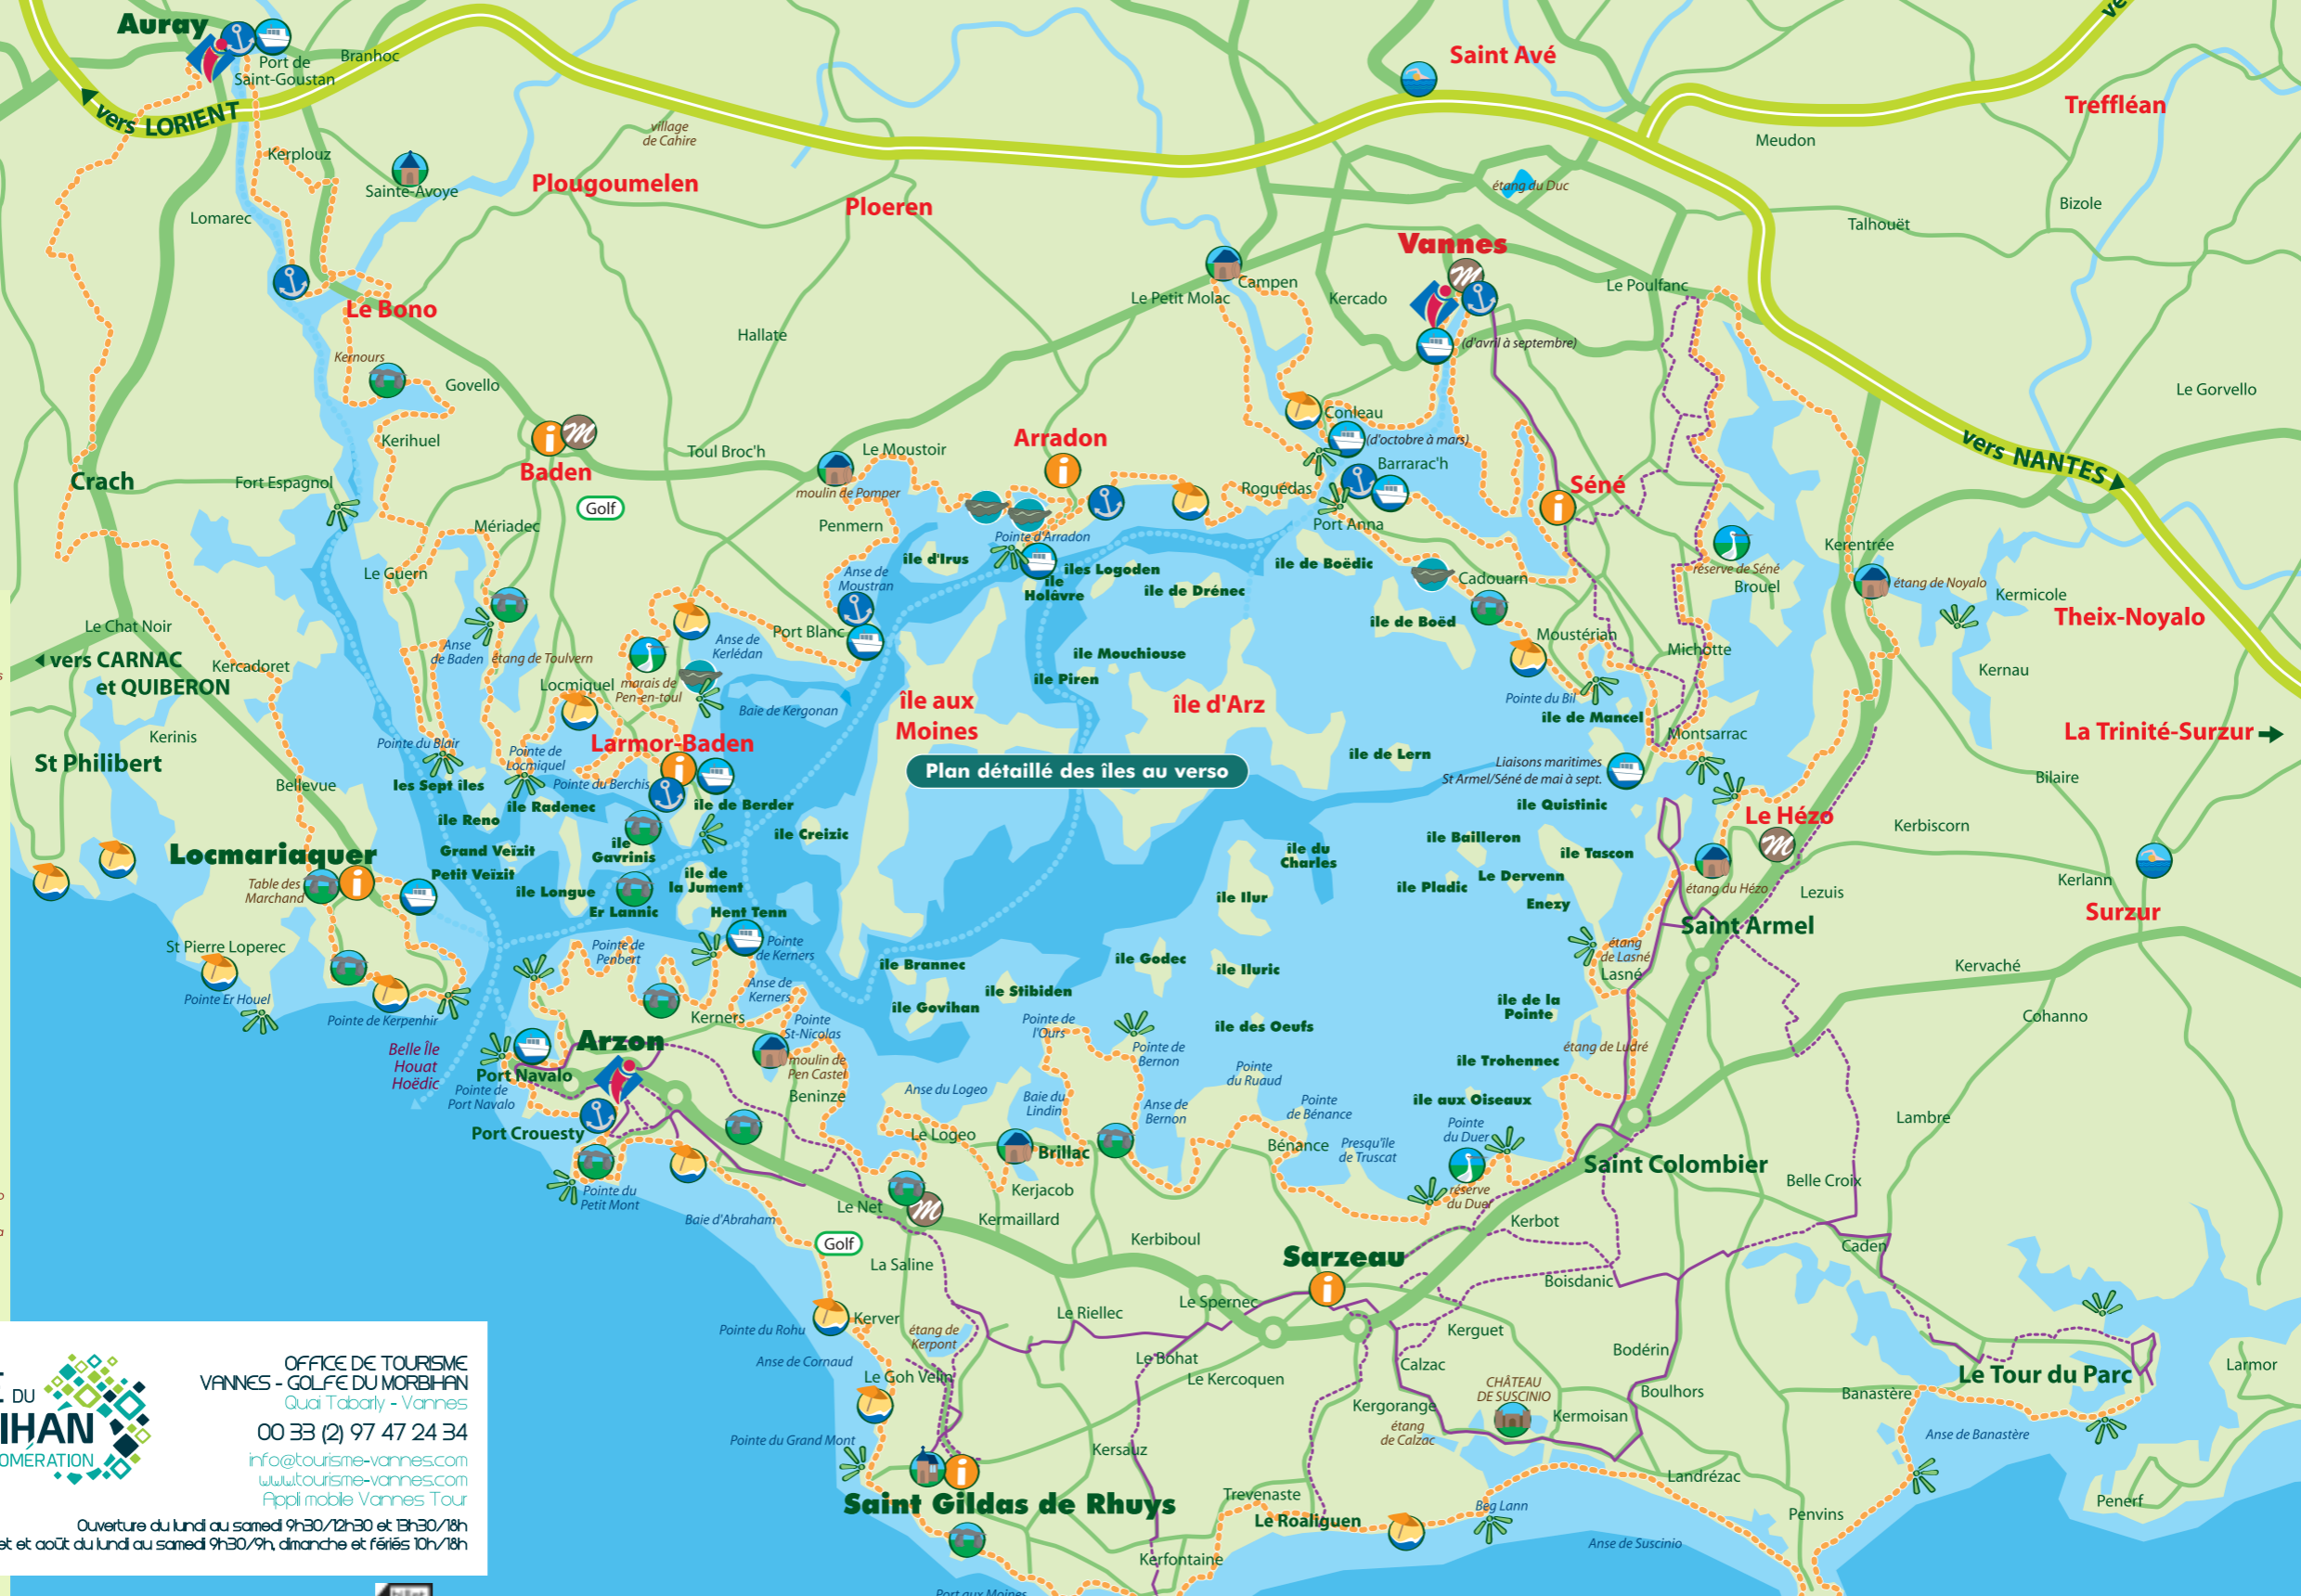 Auray
Port de
Saint-Goustan
Branhoc
vers LORIENT
Kerplouz
Sainte-Avoye
Lomarec
village
de Cahire
Plougoumelen
Ploeren
Saint Avé
Treffléan
Meudon
étang du Duc
Bizole
Talhouët
Vannes
Campen
Le Petit Molac
Kercado
Le Poulfanc
(d'avril à septembre)
Le Bono
Hallate
Kernours
Govello
Le Gorvello
Kerihuel
Conleau
(d'octobre à mars)
Arradon
Baden
Toul Broc'h
Le Moustoir
vers NANTES
Crach
Fort Espagnol
Golf
moulin de Pomper
Barrarac'h
Roguédas
Séné
Mériadec
Penmern
Port Anna
Pointe d'Arradon
Kerentrée
île d'Irus
îles Logoden
île de Boëdic
Le Guern
Anse de
Moustran
île
Holavre
île de Drénec
Cadouarn
réserve de Séné
Brouel
étang de Noyalo
Kermicole
Theix-Noyalo
île de Boëd
Le Chat Noir
Port Blanc
Moustérian
Anse
de Baden
étang de Toulvern
Anse de
Kerlédan
île Mouchiouse
Michotte
vers CARNAC
et QUIBERON
Kercadoret
île Piren
Kernau
Locmiquel
marais de
Pen-en-toul
île aux
Moines
île d'Arz
Pointe du Bil
île de Mancel
Baie de Kergonan
Montsarrac
La Trinité-Surzur
Kerinis
Pointe du Blair
Larmor-Baden
St Philibert
Pointe de
Locmiquel
île de Lern
Liaisons maritimes
St Armel/Séné de mai à sept.
Plan détaillé des îles au verso
Bilaire
Bellevue
les Sept îles
Pointe du Berchis
île Radenec
île de Berder
île Quistinic
Le Hézo
île Reno
île Creizic
Kerbiscorn
île Bailleron
Locmariaquer
Grand Veïzit
île
Gavrinis
île du
Charles
île Tascon
Petit Veïzit
île de
la Jument
Le Dervenn
Table des
Marchand
île Longue
île Pladic
étang du Hézo
Lezuis
Kerlann
île Ilur
Enezy
Er Lannic
Hent Tenn
Surzur
Saint Armel
St Pierre Loperec
Pointe de
Penbert
Pointe
de Kerners
étang
de Lasné
Lasné
île Brannec
île Godec
île Iluric
Kervaché
Pointe Er Houel
Anse de
Kerners
île Stibiden
île Govihan
île de la
Pointe
Pointe de Kerpenhir
Kerners
Pointe
St-Nicolas
Pointe de
l'Ours
île des Oeufs
Cohanno
Arzon
Belle Île
Houat
Hoëdic
moulin de
Pen Castel
Pointe de
Bernon
étang de Ludré
île Trohennec
Port Navalo
Pointe
du Ruaud
Pointe de
Port Navalo
Beninze
Anse du Logeo
Baie du
Lindin
Anse de
Bernon
Pointe
de Bénance
île aux Oiseaux
Port Crouesty
Lambre
Le Logeo
Brillac
Bénance
Presqu'île
de Truscat
Pointe
du Duer
Saint Colombier
Belle Croix
Pointe du
Petit Mont
Kerjacob
réserve
du Duer
Le Net
Baie d'Abraham
Kermaillard
Kerbot
Golf
Kerbiboul
Caden
Sarzeau
La Saline
Boisdanic
Le Spernec
Le Riellec
Kerver
Pointe du Rohu
étang de
Kerpont
Kerguet
Bodérin
Anse de Cornaud
Le Bohat
Calzac
Le Goh Velin
Le Kercoquen
CHÂTEAU
DE SUSCINIO
Boulhors
Banastère
Le Tour du Parc
Larmor
Kergorange
étang
de Calzac
Kermoisan
Pointe du Grand Mont
Kersauz
Anse de Banastère
Landrézac
Saint Gildas de Rhuys
Trevenaste
Beg Lann
Penvins
Penerf
Le Roaliguen
Anse de Suscinio
Kerfontaine
Port aux Moines
DU
OFFICE DE TOURISME
VANNES - GOLFE DU MORBIHAN
Quai Tabarly - Vannes
00 33 (2) 97 47 24 34
info@tourisme-vannes.com
www.tourisme-vannes.com
Appli mobile Vannes Tour
Ouverture du lundi au samedi 9h30/12h30 et 13h30/18h
et août du lundi au samedi 9h30/9h, dimanche et fériés 10h/18h